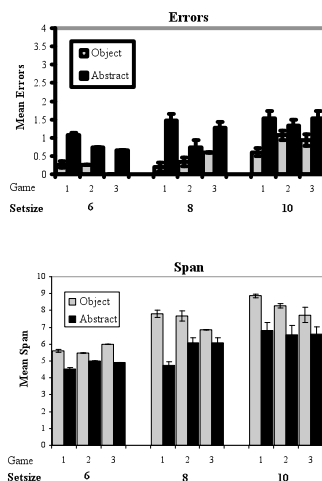 Errors
4
3.5
3
2.5
2
1.5
1
0.5
0
Mean Errors
Object
Abstract
Game 1 2 3 1 2 3 1 2 3
Setsize 6 8 10
Span
10
9
8
7
6
5
4
3
2
1
0
Mean Span
Object
Abstract
Game 1 2 3 1 2 3 1 2 3
Setsize 6 8 10